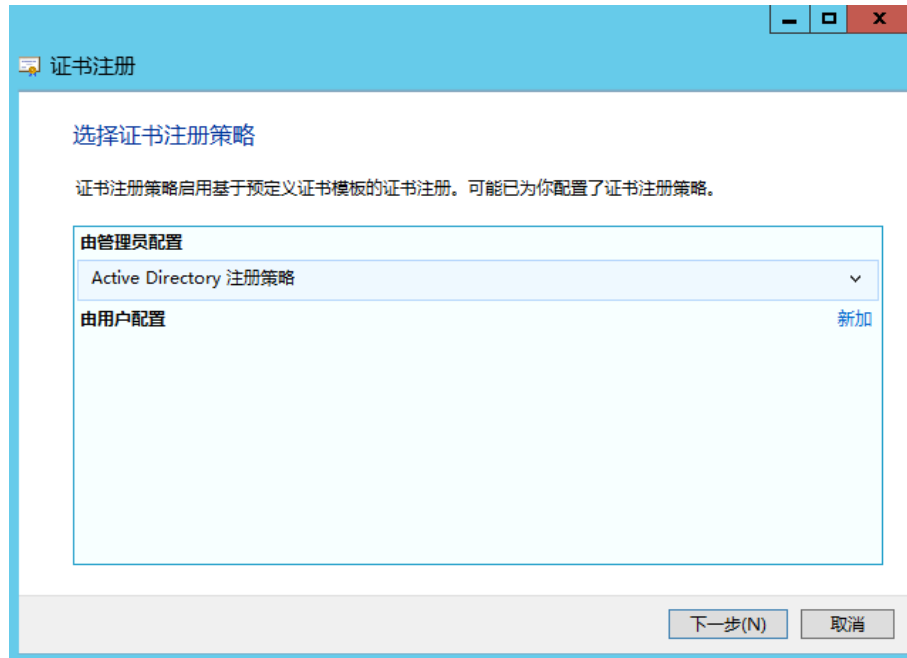 证书注册
选择证书注册策略
证书注册策略启用基于预定义证书模板的证书注册。可能已为你配置了证书注册策略。
由管理员配置
Active Directory 注册策略
由用户配置
新加
下一步(N)
取消